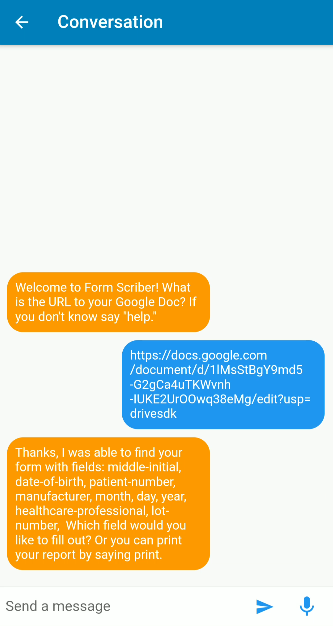 Conversation
Welcome to Form Scriber! What
is the URL to your Google Doc? If
you don't know say "help."
https://docs.google.com
/document/d/1lMsStBgY9md5
-G2gCa4uTKWvnh
-IUKE2UrOOwq38eMg/edit?usp=
drivesdk
Thanks, I was able to find your
form with fields: middle-initial,
date-of-birth, patient-number,
manufacturer, month, day, year,
healthcare-professional, lot-
number,  Which field would you
like to fill out? Or you can print
your report by saying print.
Send a message